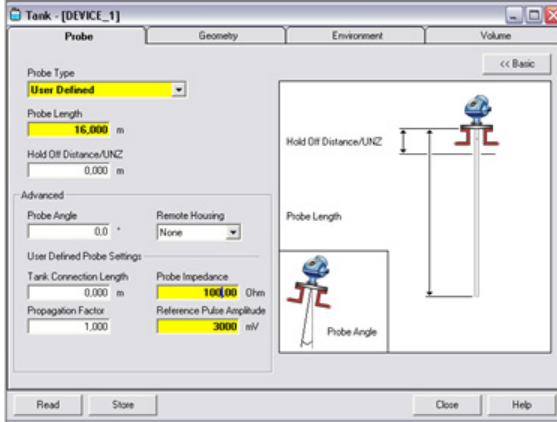 Tank - [DEVICE_1]
Probe Geometry Environment Volume
<< Basic
Probe Type
User Defined
Probe Length
16,000 m
Hold Off Distance/UNZ
0,000 m
Advanced
Probe Angle Remote Housing
0,0 ° None
User Defined Probe Settings
Tank Connection Length Probe Impedance
0,000 m 100,00 Ohm
Propagation Factor Reference Pulse Amplitude
1,000 3000 mV
Hold Off Distance/UNZ
Probe Length
Probe Angle
Read Store Close Help